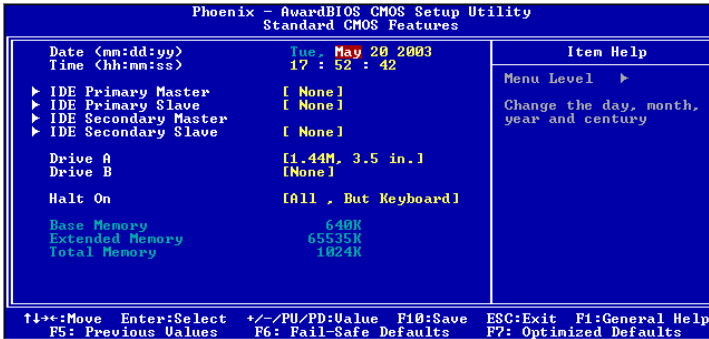 Phoenix - AwardBIOS CMOS Setup Utility
Standard CMOS Features
Date (mm:dd:yy) Tue, May 20 2003
Time (hh:mm:ss) 17 : 52 : 42
▶ IDE Primary Master [ None]
▶ IDE Primary Slave [ None]
▶ IDE Secondary Master
▶ IDE Secondary Slave [ None]
Drive A [1.44M, 3.5 in.]
Drive B [None]
Halt On [All , But Keyboard]
Base Memory 640K
Extended Memory 65535K
Total Memory 1024K
Item Help
Menu Level ▶
Change the day, month,
year and century
↑↓→←:Move Enter:Select +/-/PU/PD:Value F10:Save ESC:Exit F1:General Help
F5: Previous Values F6: Fail-Safe Defaults F7: Optimized Defaults